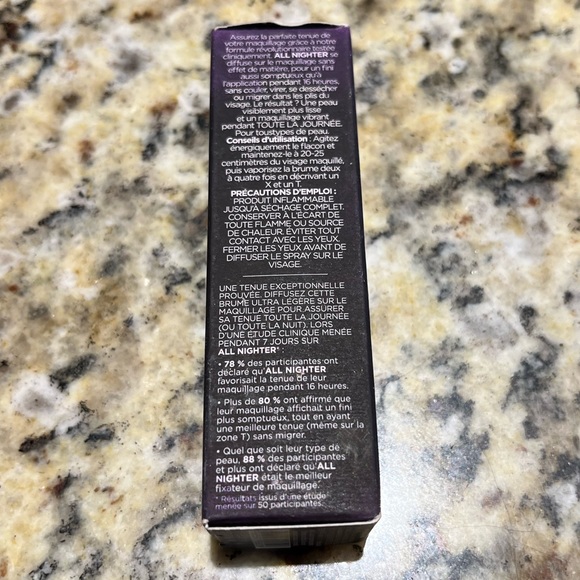 Assurez la parfaite tenue de
votre maquillage grâce à notre
formule révolutionnaire testée
cliniquement. ALL NIGHTER se
diffuse sur le maquillage sans
effet de matière, pour un fini
aussi somptueux qu'à
l'application pendant 16 heures,
sans couler, virer, se dessécher
ou migrer dans les plis du
visage. Le résultat ? Une peau
visiblement plus lisse
et un maquillage vibrant
pendant TOUTE LA JOURNÉE.
Pour toustypes de peau.
Conseils d'utilisation : Agitez
énergiquement le flacon et
maintenez-le à 20-25
centimètres du visage maquillé,
puis vaporisez la brume deux
à quatre fois en décrivant un
X et un T.
PRÉCAUTIONS D'EMPLOI :
PRODUIT INFLAMMABLE
JUSQU'À SÉCHAGE COMPLET.
CONSERVER À L'ÉCART DE
TOUTE FLAMME OU SOURCE
DE CHALEUR. ÉVITER TOUT
CONTACT AVEC LES YEUX.
FERMER LES YEUX AVANT DE
DIFFUSER LE SPRAY SUR LE
VISAGE.
UNE TENUE EXCEPTIONNELLE
PROUVÉE. DIFFUSEZ CETTE
BRUME ULTRA LÉGÈRE SUR LE
MAQUILLAGE POUR ASSURER
SA TENUE TOUTE LA JOURNÉE
(OU TOUTE LA NUIT). LORS
D'UNE ÉTUDE CLINIQUE MENÉE
PENDANT 7 JOURS SUR
ALL NIGHTER* :
• 78 % des participantes ont
déclaré qu'ALL NIGHTER
favorisait la tenue de leur
maquillage pendant 16 heures.
• Plus de 80 % ont affirmé que
leur maquillage affichait un fini
plus somptueux, tout en ayant
une meilleure tenue (même sur la
zone T) sans migrer.
• Quel que soit leur type de
peau, 88 % des participantes
et plus ont déclaré qu'ALL
NIGHTER était le meilleur
fixateur de maquillage.
* Résultats issus d'une étude
menée sur 50 participantes.